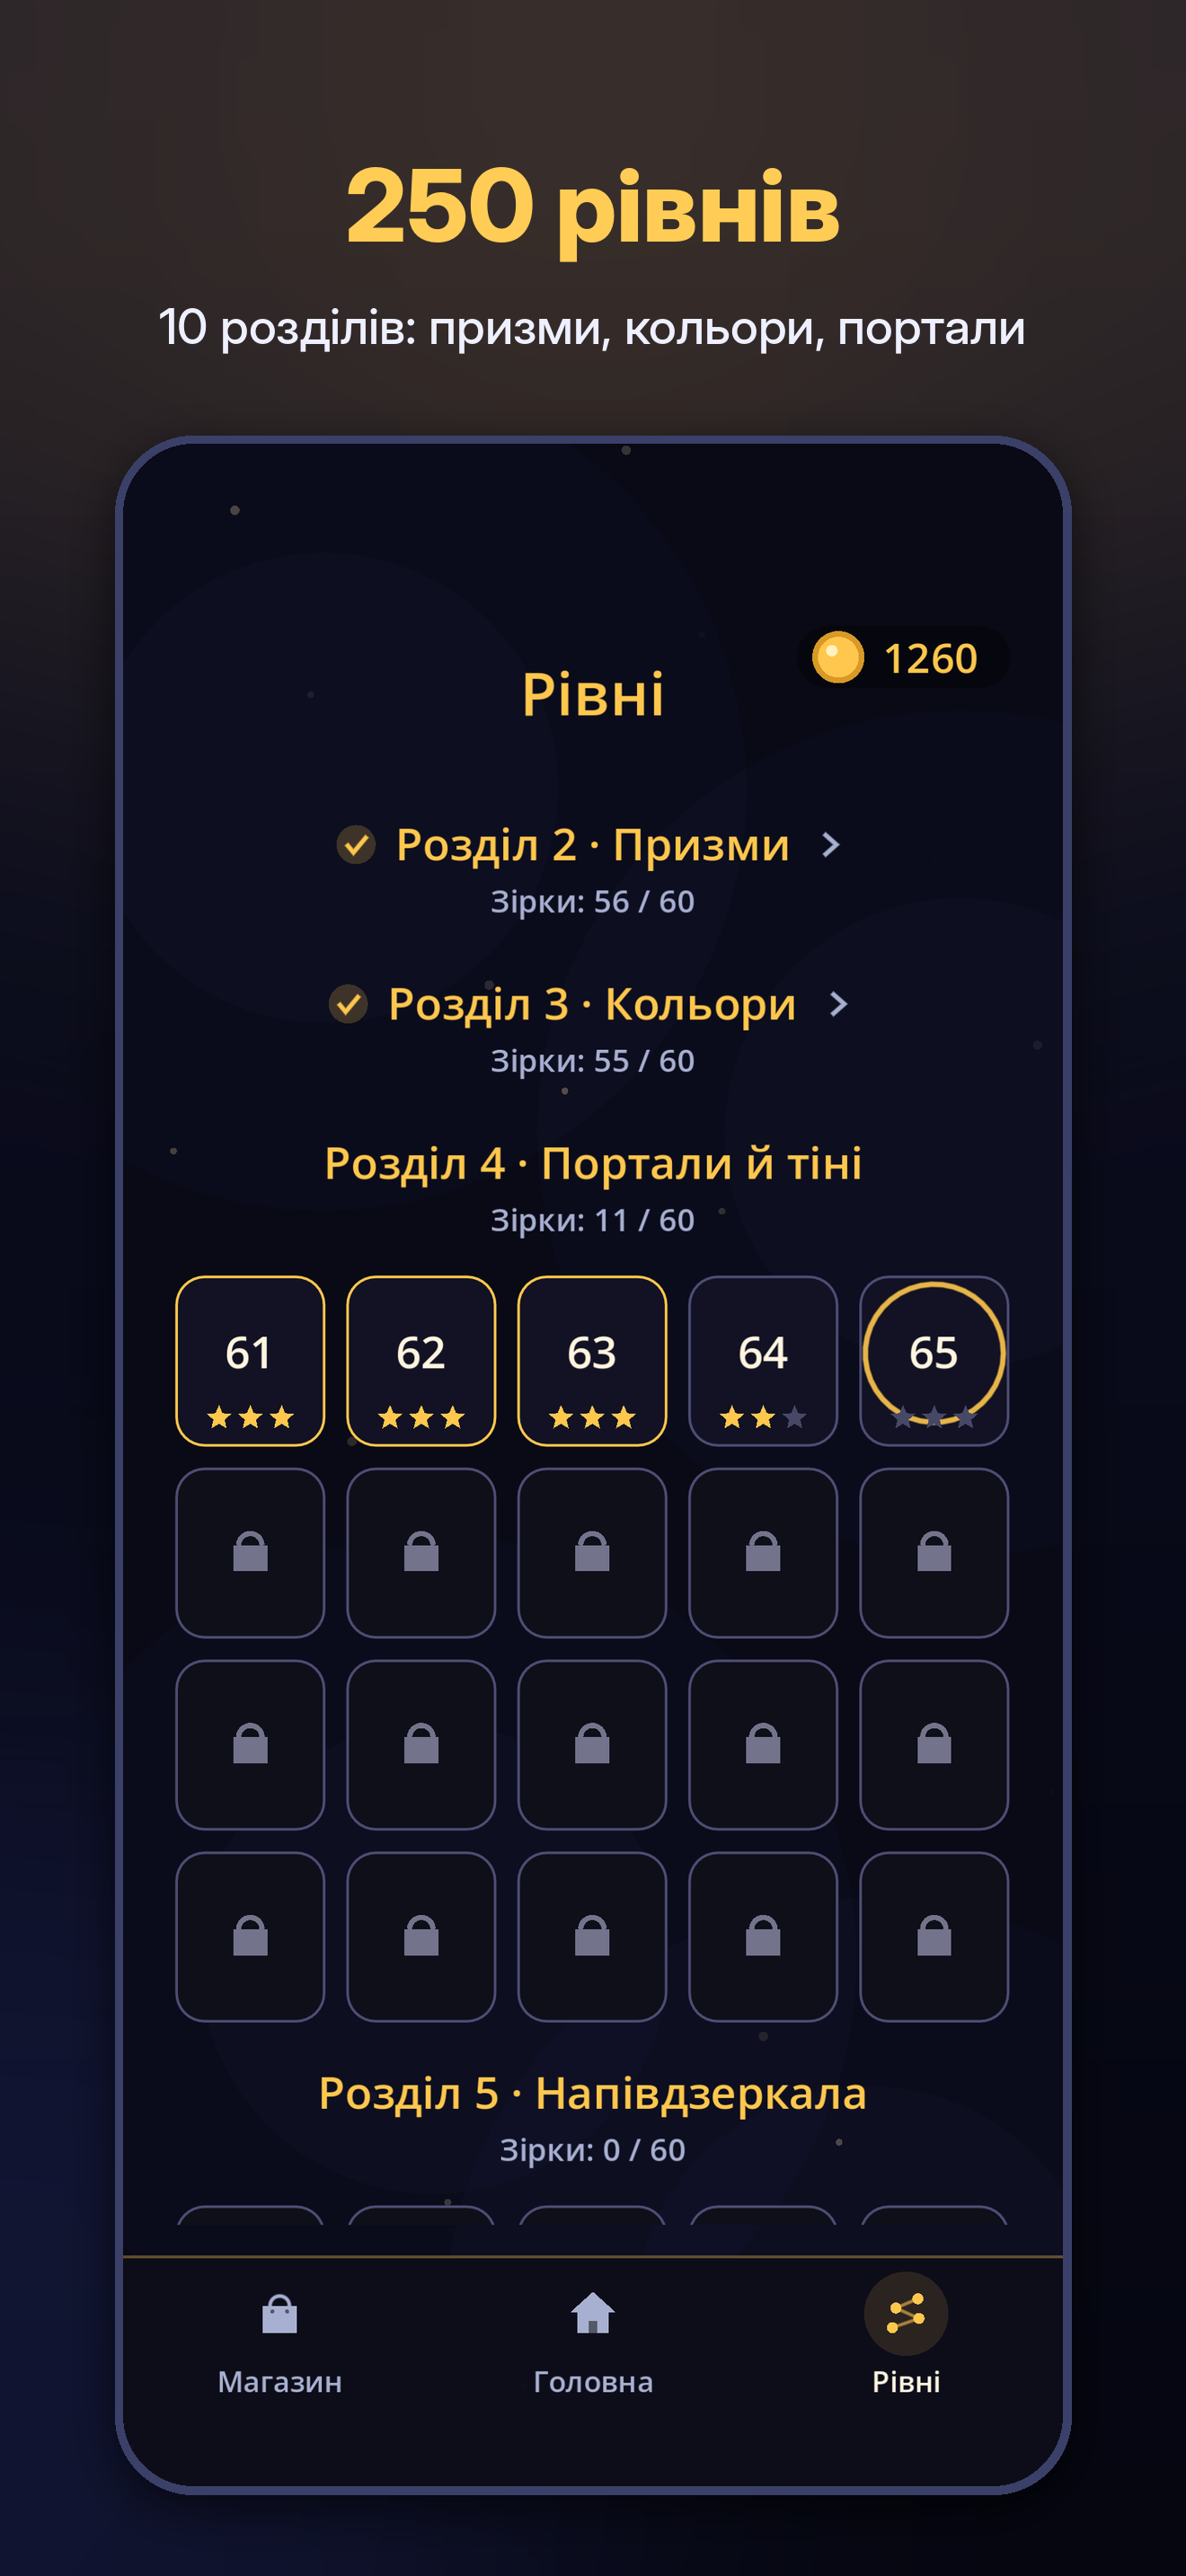 250 рівнів
10 розділів: призми, кольори, портали
1260
Рівні
Розділ 2 · Призми
Зірки: 56 / 60
Розділ 3 · Кольори
Зірки: 55 / 60
Розділ 4 · Портали й тіні
Зірки: 11 / 60
61 62 63 64 65
Розділ 5 · Напівдзеркала
Зірки: 0 / 60
Магазин Головна Рівні